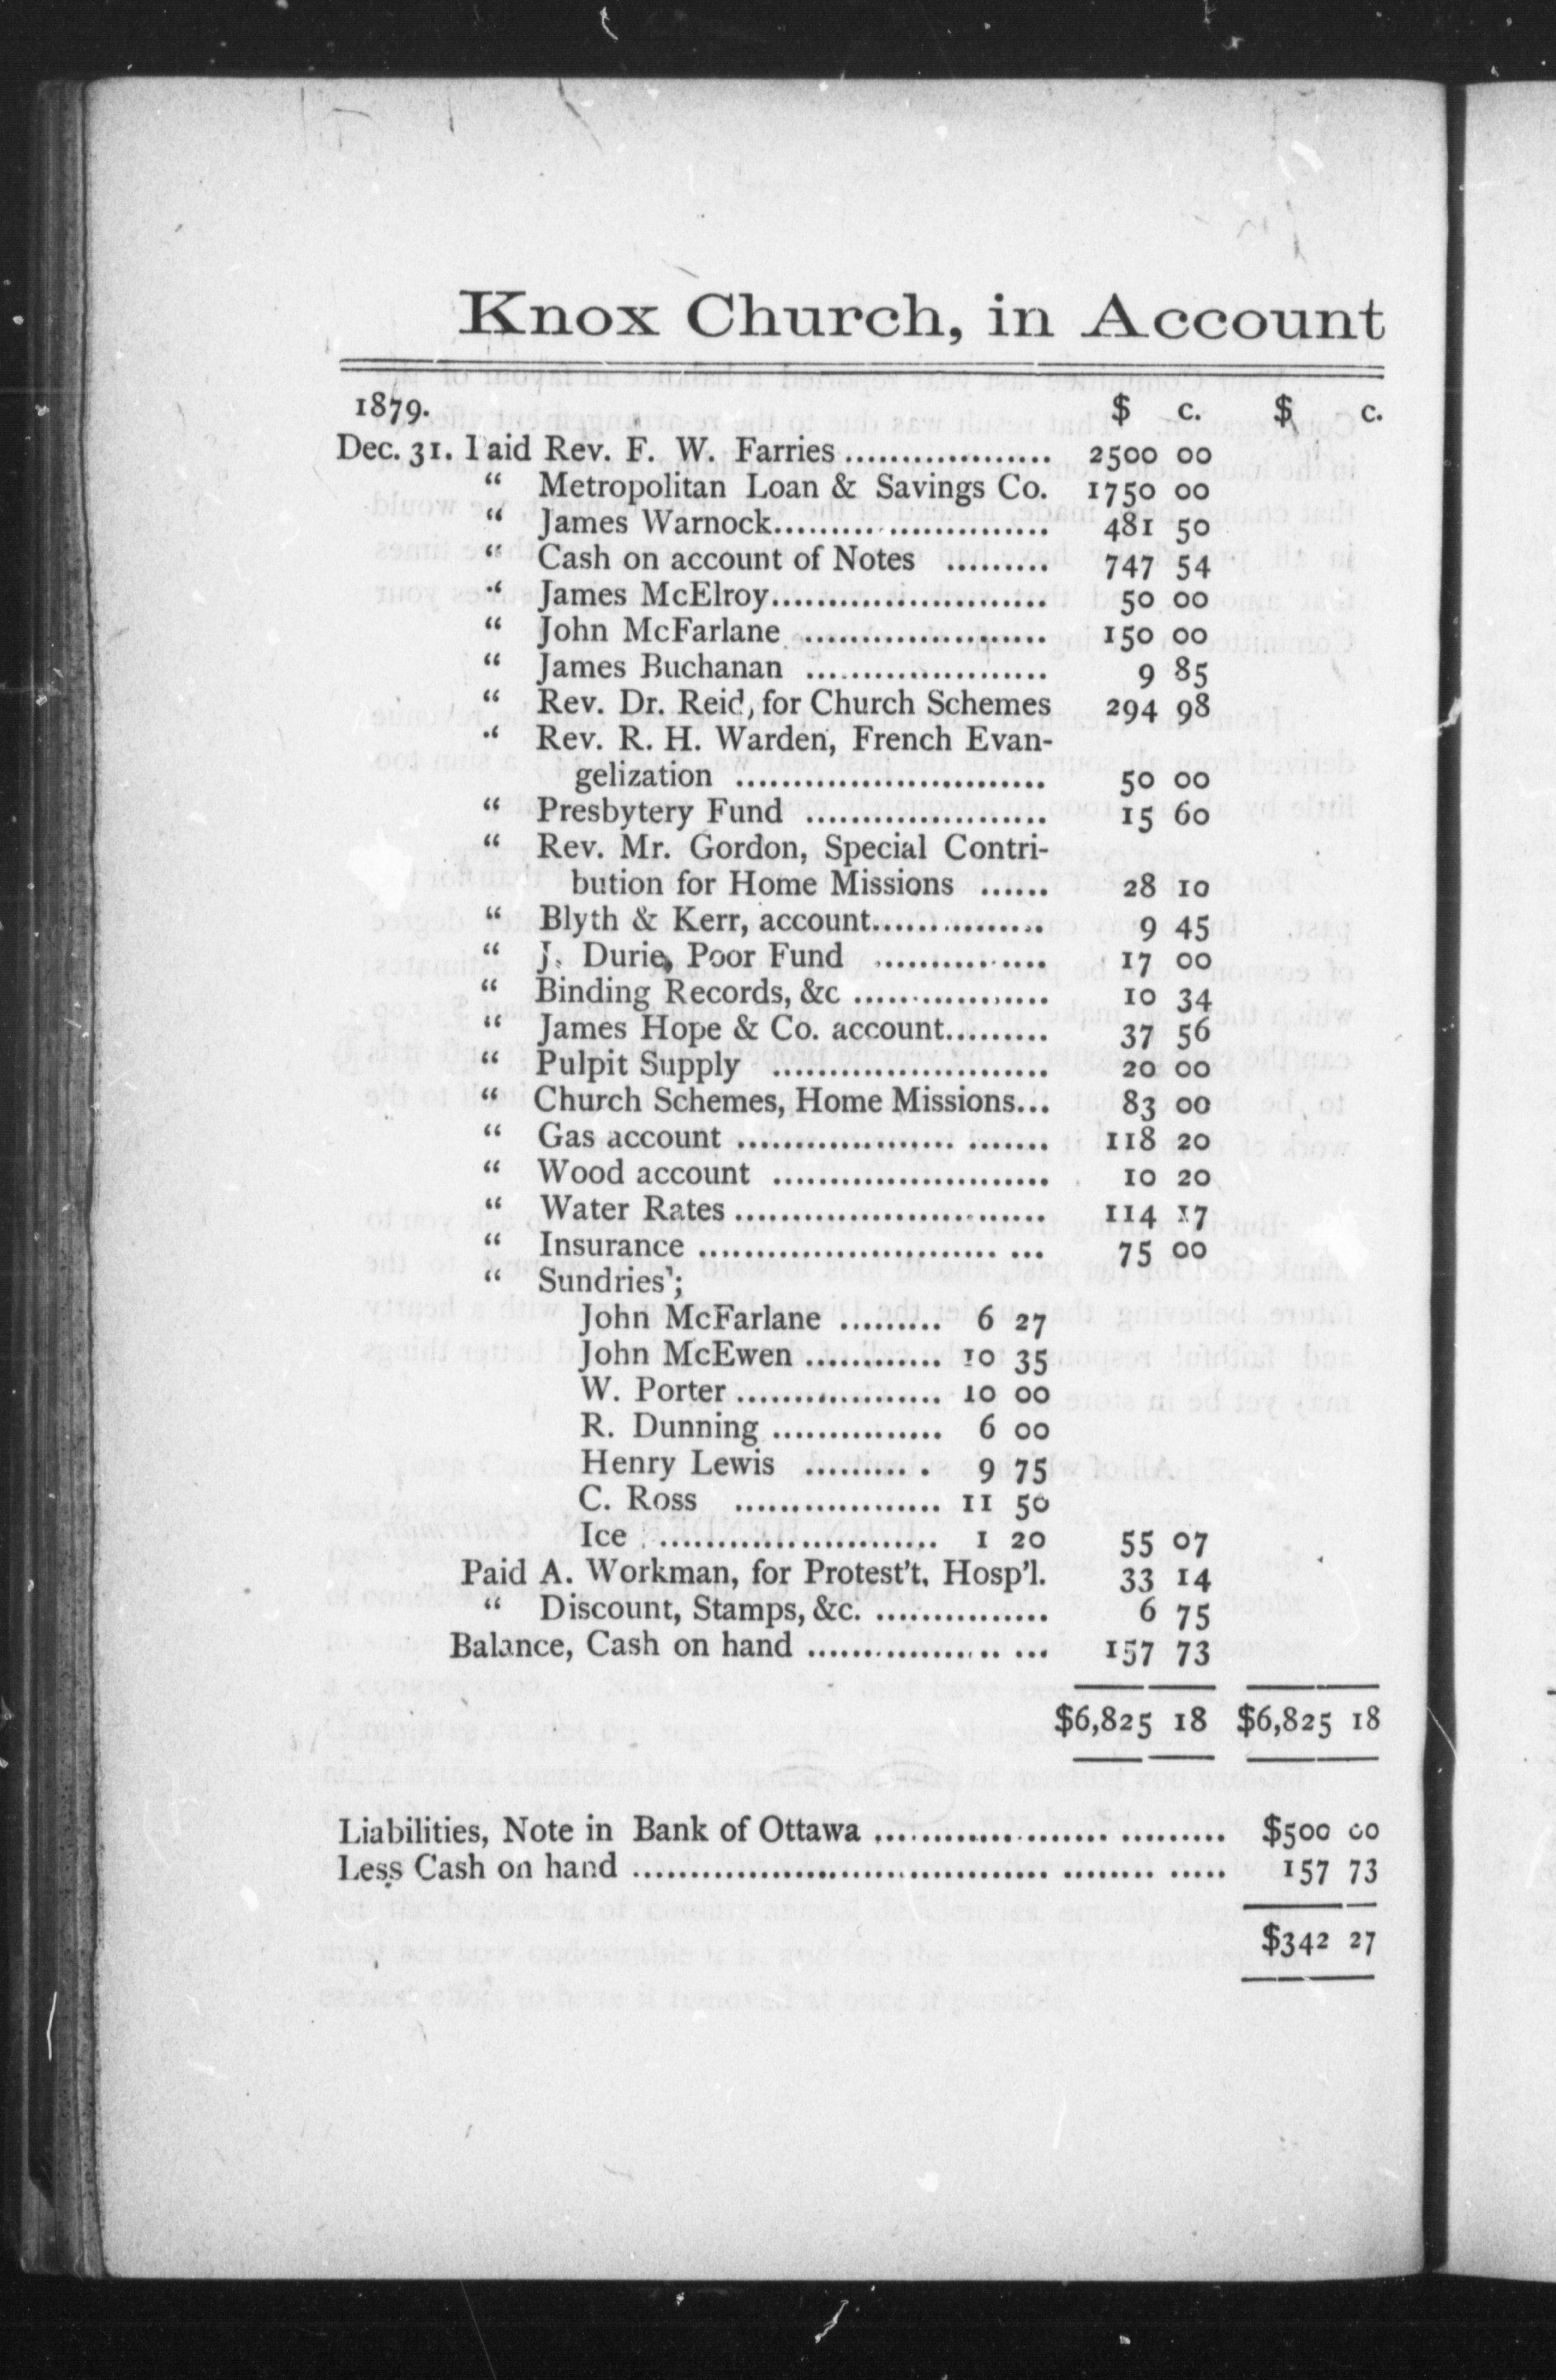 Knox Church, in Account
1879. $ c. $ c.
Dec. 31. Paid Rev. F. W. Farries .................. 2500 00
“ Metropolitan Loan & Savings Co. 1750 00
“ James Warnock........................ 481 50
“ Cash on account of Notes ......... 747 54
“ James McElroy........................ 50 00
“ John McFarlane ..................... 150 00
“ James Buchanan ..................... 9 85
“ Rev. Dr. Reid, for Church Schemes 294 98
“ Rev. R. H. Warden, French Evan-
gelization ........................... 50 00
“ Presbytery Fund ..................... 15 60
“ Rev. Mr. Gordon, Special Contri-
bution for Home Missions ...... 28 10
“ Blyth & Kerr, account............... 9 45
“ J. Durie, Poor Fund ............... 17 00
“ Binding Records, &c ................. 10 34
“ James Hope & Co. account......... 37 56
“ Pulpit Supply ........................ 20 00
“ Church Schemes, Home Missions... 83 00
“ Gas account ................... ....... 118 20
“ Wood account ........................ 10 20
“ Water Rates ........................... 114 17
“ Insurance .......................... ... 75 00
“ Sundries';
John McFarlane ......... 6 27
John McEwen ............ 10 35
W. Porter .................. 10 00
R. Dunning ............... 6 00
Henry Lewis .......... . 9 75
C. Ross .................. 11 50
Ice ........................ 1 20 55 07
Paid A. Workman, for Protest't, Hosp'l. 33 14
“ Discount, Stamps, &c. ............... 6 75
Balance, Cash on hand ................. ... 157 73
$6,825 18 $6,825 18
Liabilities, Note in Bank of Ottawa .................... ......... $500 00
Less Cash on hand .................................... ........ ..... 157 73
$342 27